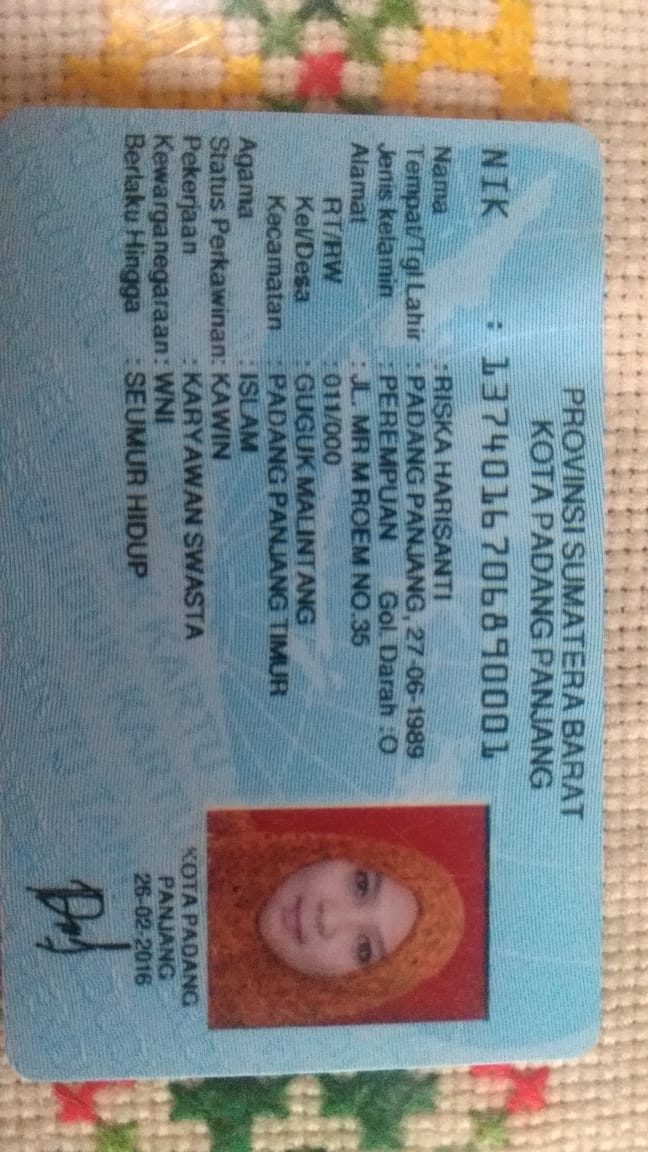 PROVINSI SUMATERA BARAT
KOTA PADANG PANJANG
NIK : 1374016706890001
Nama : RISKA HARISANTI
Tempat/Tgl Lahir : PADANG PANJANG, 27-06-1989
Jenis kelamin : PEREMPUAN Gol. Darah :O
Alamat : JL. MR M ROEM NO.35
RT/RW : 011/000
Kel/Desa : GUGUK MALINTANG
Kecamatan : PADANG PANJANG TIMUR
Agama : ISLAM
Status Perkawinan: KAWIN
Pekerjaan : KARYAWAN SWASTA
Kewarganegaraan: WNI
Berlaku Hingga : SEUMUR HIDUP
KOTA PADANG
PANJANG
26-02-2016